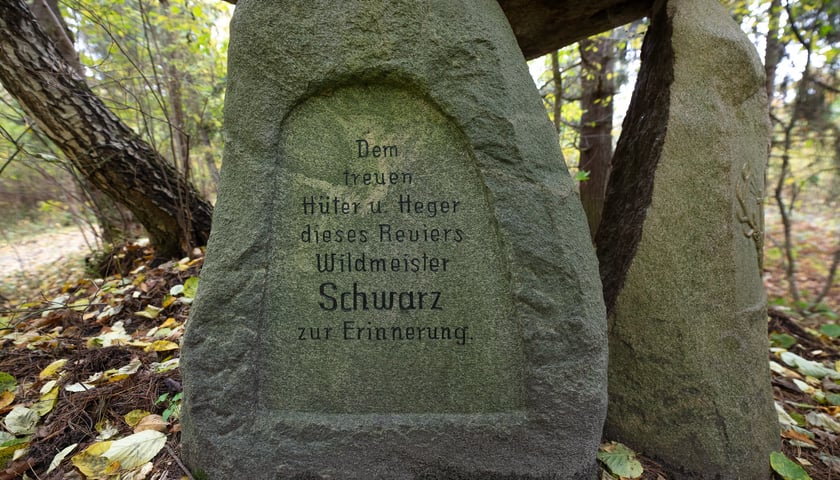 Dem
treuen
Hüter u. Heger
dieses Reviers
Wildmeister
Schwarz
zur Erinnerung.